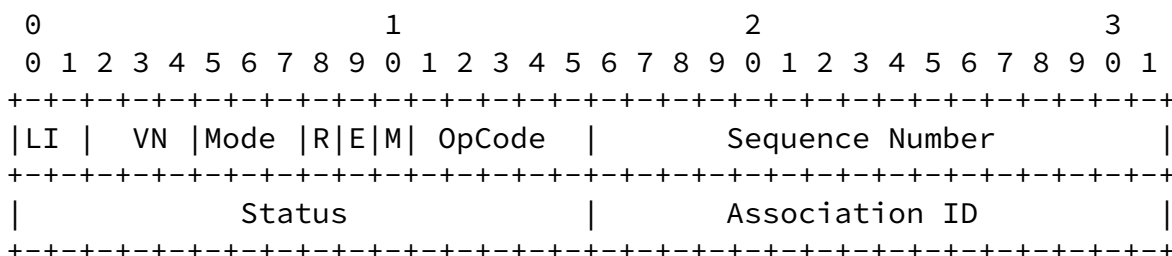 0                   1                   2                   3
 0 1 2 3 4 5 6 7 8 9 0 1 2 3 4 5 6 7 8 9 0 1 2 3 4 5 6 7 8 9 0 1
+-+-+-+-+-+-+-+-+-+-+-+-+-+-+-+-+-+-+-+-+-+-+-+-+-+-+-+-+-+-+-+-+
|LI |  VN |Mode |R|E|M| OpCode  |       Sequence Number         |
+-+-+-+-+-+-+-+-+-+-+-+-+-+-+-+-+-+-+-+-+-+-+-+-+-+-+-+-+-+-+-+-+
|            Status             |       Association ID          |
+-+-+-+-+-+-+-+-+-+-+-+-+-+-+-+-+-+-+-+-+-+-+-+-+-+-+-+-+-+-+-+-+